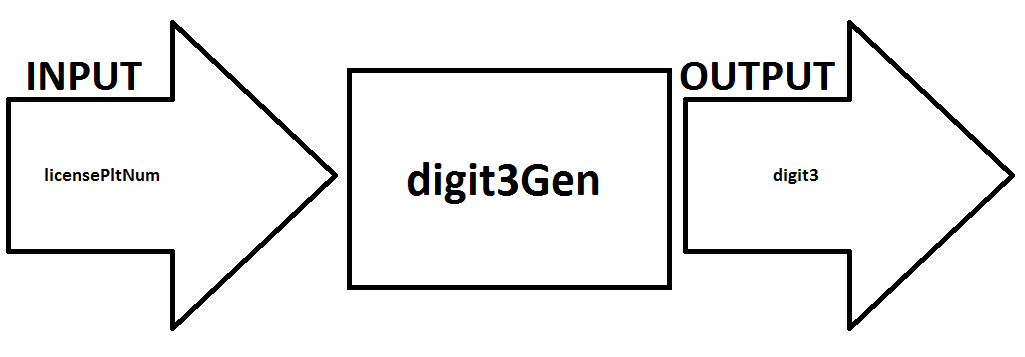 INPUT
licensePltNum
digit3Gen
OUTPUT
digit3